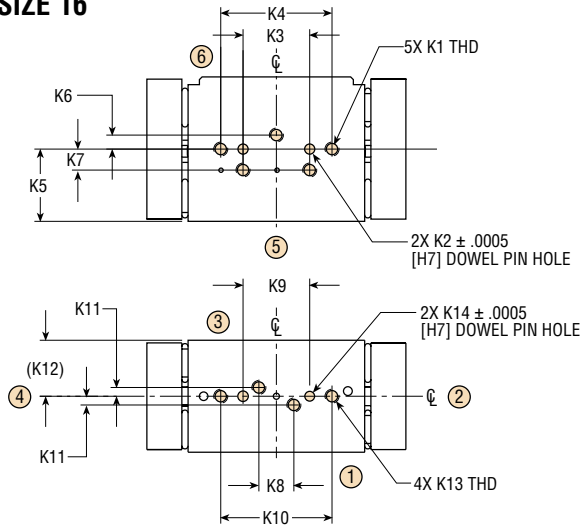 SIZE 16
K4
K3
5X K1 THD
6
℄
K6
K7
K5
2X K2 ± .0005
[H7] DOWEL PIN HOLE
5
K9
K11
3
℄
2X K14 ± .0005
[H7] DOWEL PIN HOLE
(K12)
4
℄
2
K11
K8
1
4X K13 THD
K10